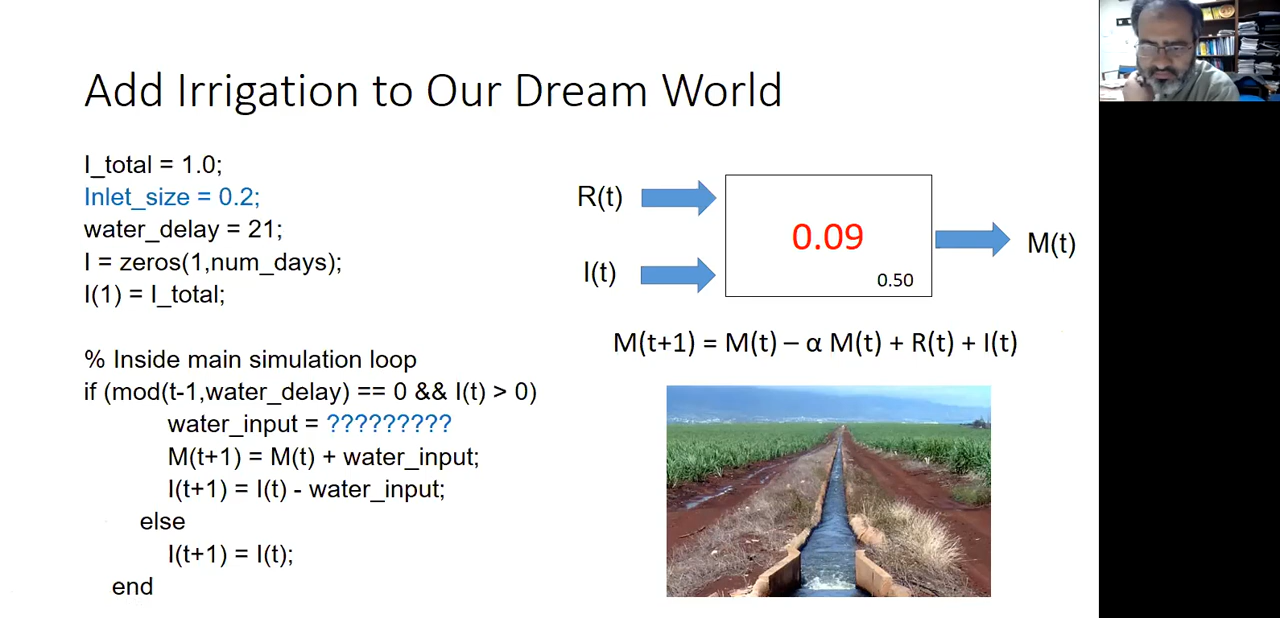 Add Irrigation to Our Dream World
I_total = 1.0;
Inlet_size = 0.2;
water_delay = 21;
I = zeros(1,num_days);
I(1) = I_total;
% Inside main simulation loop
if (mod(t-1,water_delay) == 0 && I(t) > 0)
water_input = ?????????
M(t+1) = M(t) + water_input;
I(t+1) = I(t) - water_input;
else
I(t+1) = I(t);
end
R(t)
I(t)
0.09
0.50
M(t)
M(t+1) = M(t) – α M(t) + R(t) + I(t)